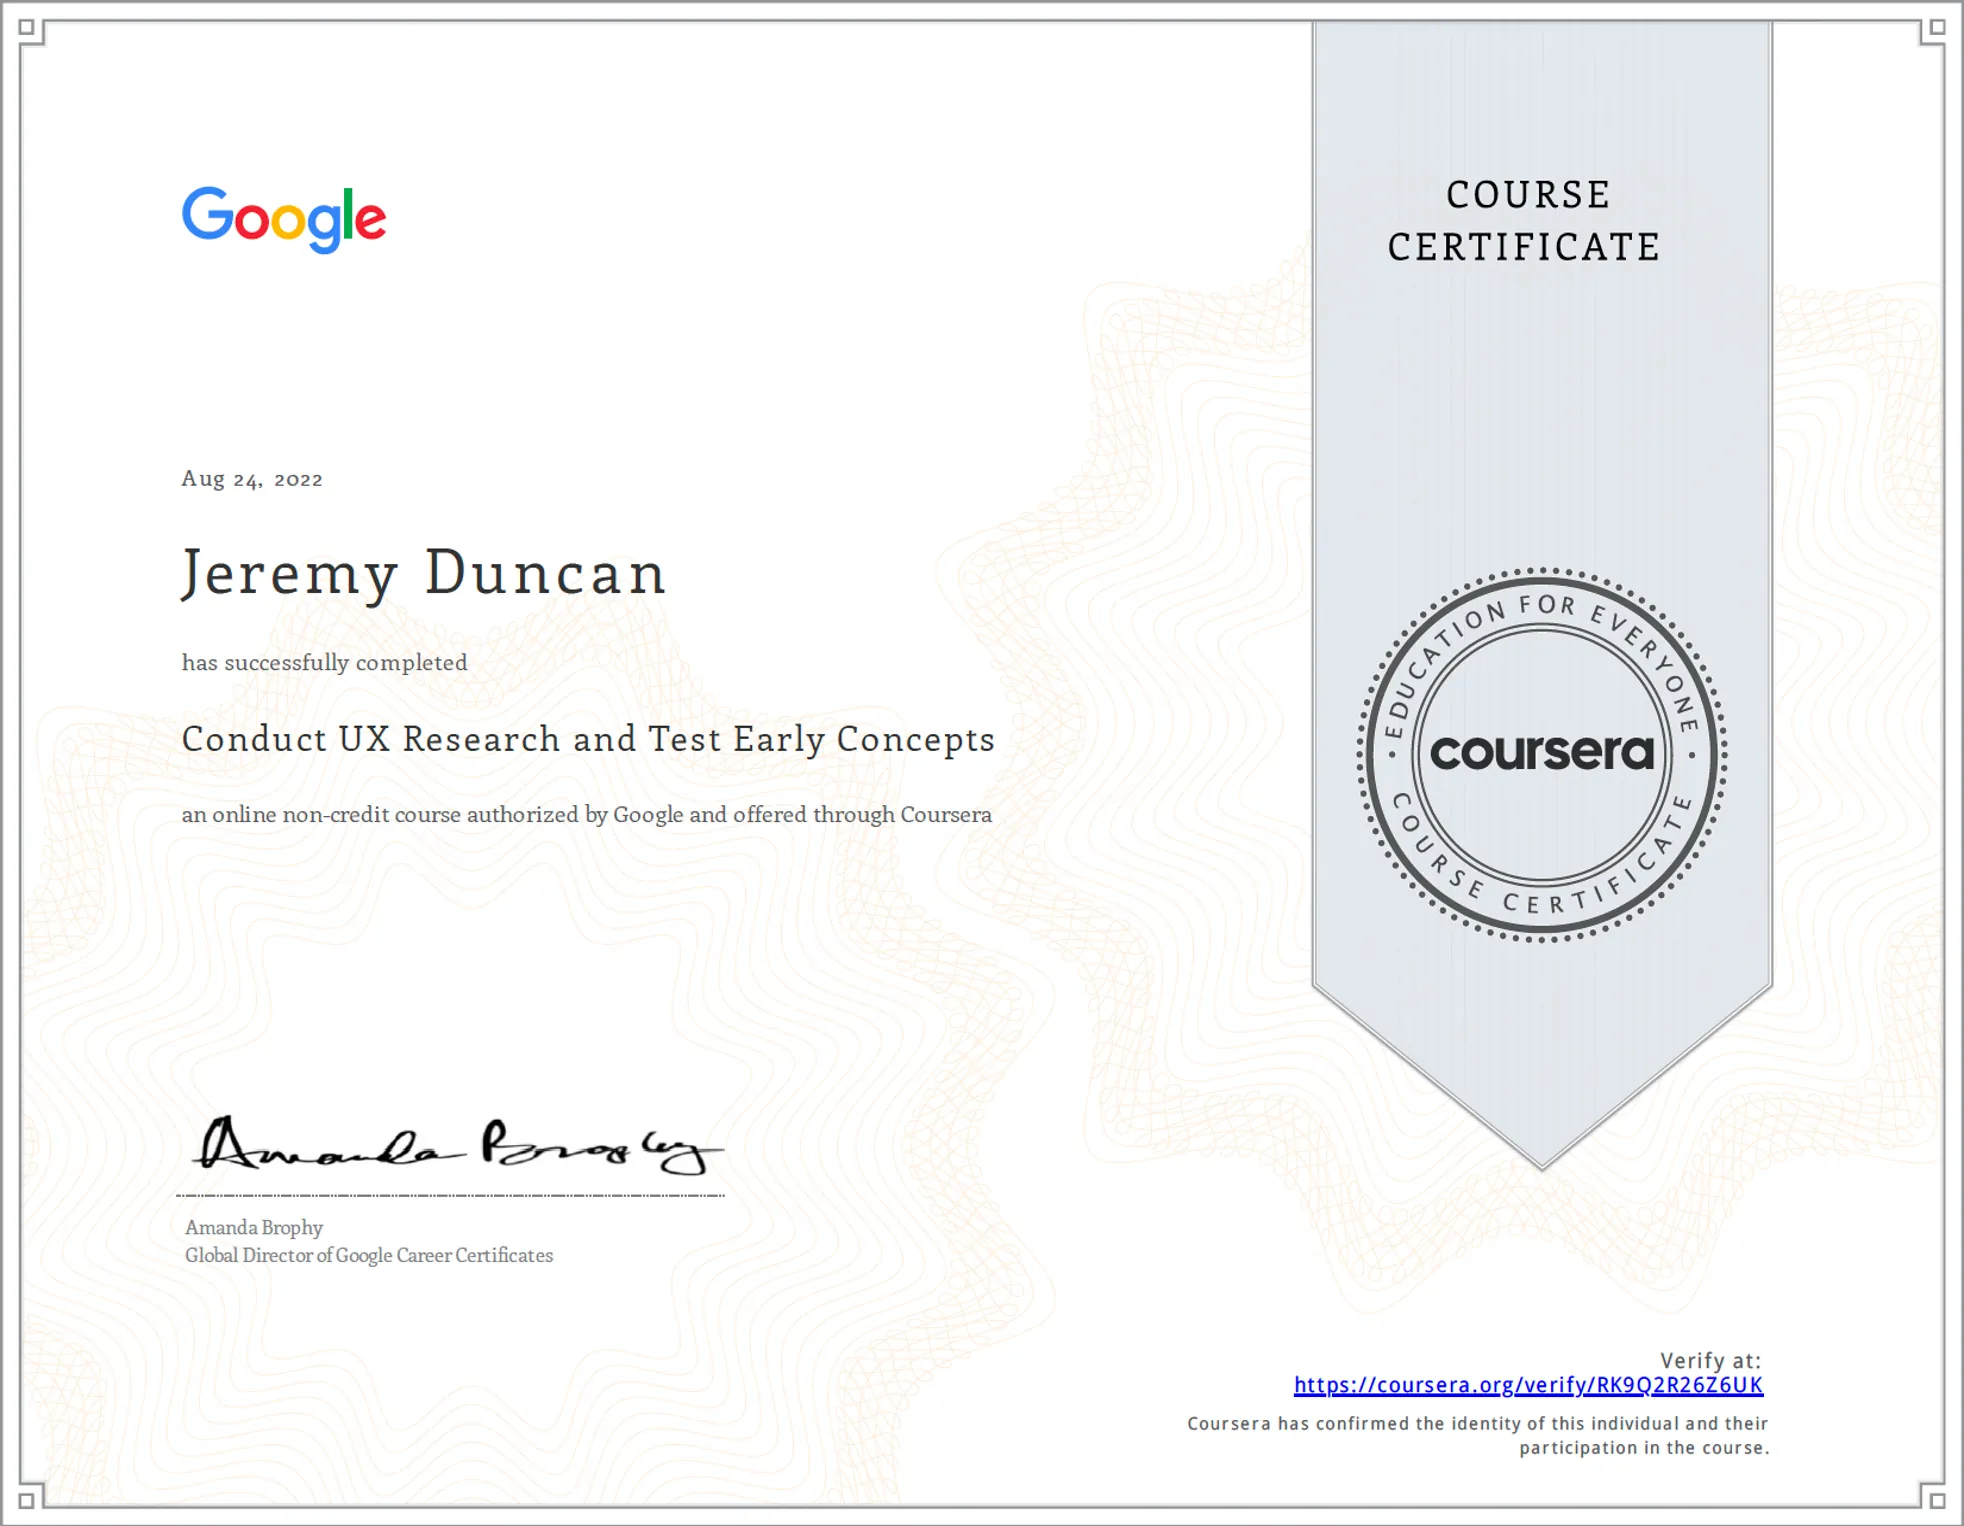 Google
COURSE
CERTIFICATE
Aug 24, 2022
Jeremy Duncan
has successfully completed
Conduct UX Research and Test Early Concepts
an online non-credit course authorized by Google and offered through Coursera
EDUCATION FOR EVERYONE
coursera
COURSE CERTIFICATE
Amanda Brophy
Amanda Brophy
Global Director of Google Career Certificates
Verify at:
https://coursera.org/verify/RK9Q2R26Z6UK
Coursera has confirmed the identity of this individual and their
participation in the course.